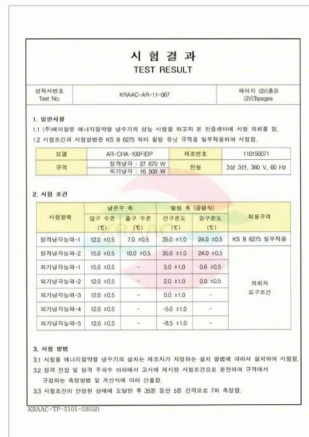 시 험 결 과
TEST RESULT
성적서번호
Test No.
KRAAC-AR-11-087
페이지 (2)/(총3)
(2)/(3)pages
1. 일반사항
1.1 (주)에이알판 에너지절약형 냉수기의 성능 시험을 하고자 본 인증센터에 시험 의뢰를 함.
1.2 시험조건과 시험방법은 KS B 6275 워터 칠링 유닛 규격을 일부적용하여 시험함.
모델 AR-CHA-100FIDP 제조번호 110150071
규격 정격냉각 : 27 670 W 전원 3상 3선, 380 V, 60 Hz
외기냉각 : 16 500 W
2. 시험 조건
시험항목 냉온수 측 열원 측 (공랭식) 적용규격
입구 수온 출구 수온 건구온도 습구온도
(℃) (℃) (℃) (℃)
정격냉각능력-1 12.0 ±0.5 7.0 ±0.5 35.0 ±1.0 24.0 ±0.5 KS B 6275 일부적용
정격냉각능력-2 15.0 ±0.5 10.0 ±0.5 35.0 ±1.0 24.0 ±0.5
외기냉각능력-1 15.0 ±0.5 - 5.0 ±1.0 0.6 ±0.5 의뢰자
외기냉각능력-2 12.0 ±0.5 - 2.0 ±1.0 0.0 ±0.5 요구조건
외기냉각능력-3 12.0 ±0.5 - 0.0 ±1.0 -
외기냉각능력-4 12.0 ±0.5 - -5.0 ±1.0 -
외기냉각능력-5 12.0 ±0.5 - -8.5 ±1.0 -
3. 시험 방법
3.1 시험품 에너지절약형 냉수기의 설치는 제조자가 지정하는 설치 방법에 따라서 설치하여 시험함.
3.2 정격 전압 및 정격 주파수 아래에서 고시에 제시된 시험조건으로 운전하여 규격에서
규정하는 측정방법 및 계산식에 따라 산출함.
3.3 시험조건이 안정된 상태에 도달한 후 35분 동안 5분 간격으로 7회 측정함.
KRAAC-TP-5101-02(02)